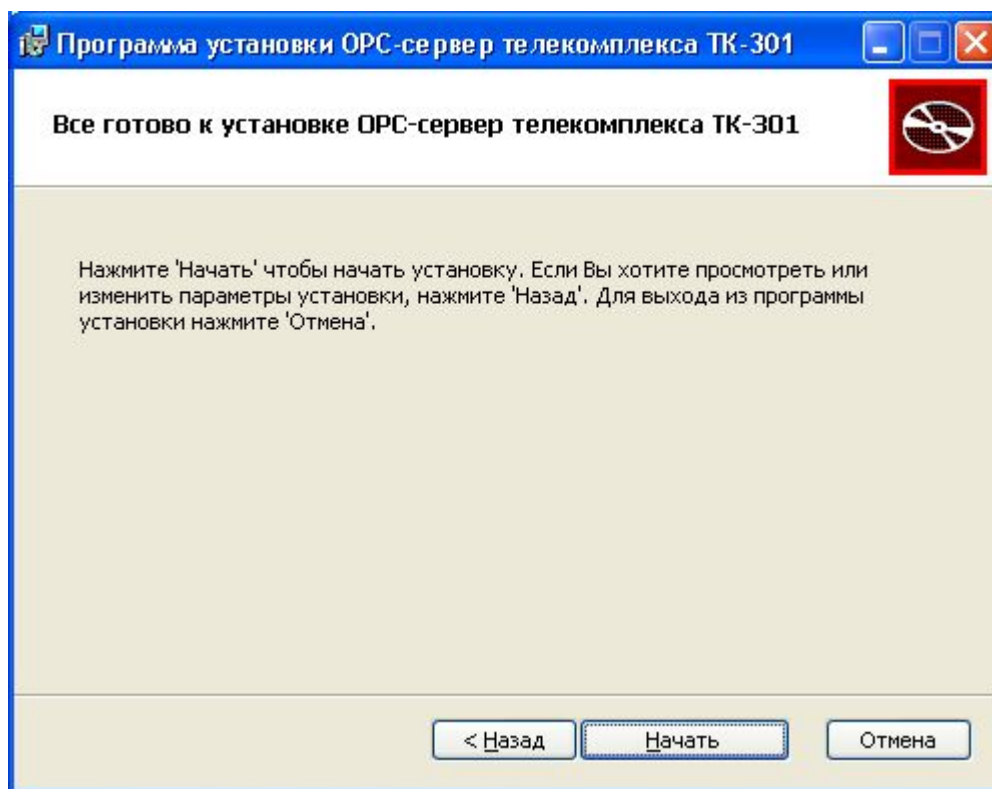 Программа установки OPC-сервер телекомплекса ТК-301
Все готово к установке OPC-сервер телекомплекса ТК-301
Нажмите 'Начать' чтобы начать установку. Если Вы хотите просмотреть или
изменить параметры установки, нажмите 'Назад'. Для выхода из программы
установки нажмите 'Отмена'.
< Назад
Начать
Отмена